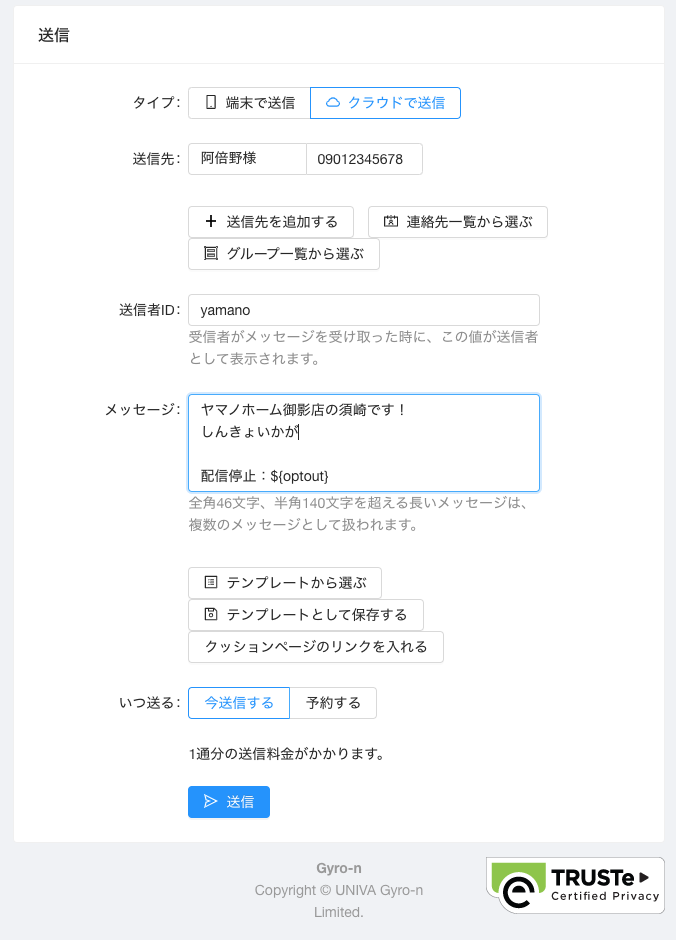 送信
タイプ: 端末で送信 クラウドで送信
送信先: 阿倍野様 09012345678
送信先を追加する 連絡先一覧から選ぶ
グループ一覧から選ぶ
送信者ID: yamano
受信者がメッセージを受け取った時に、この値が送信者
として表示されます。
メッセージ: ヤマノホーム御影店の須崎です！
しんきょいかが
配信停止：${optout}
全角46文字、半角140文字を超える長いメッセージは、
複数のメッセージとして扱われます。
テンプレートから選ぶ
テンプレートとして保存する
クッションページのリンクを入れる
いつ送る: 今送信する 予約する
1通分の送信料金がかかります。
送信
Gyro-n
Copyright © UNIVA Gyro-n
Limited.
TRUSTe
Certified Privacy